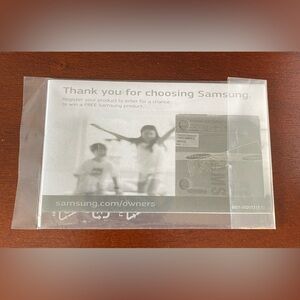 Thank you for choosing Samsung.
Register your product to enter for a chance
to win a FREE Samsung product.
samsung.com/owners